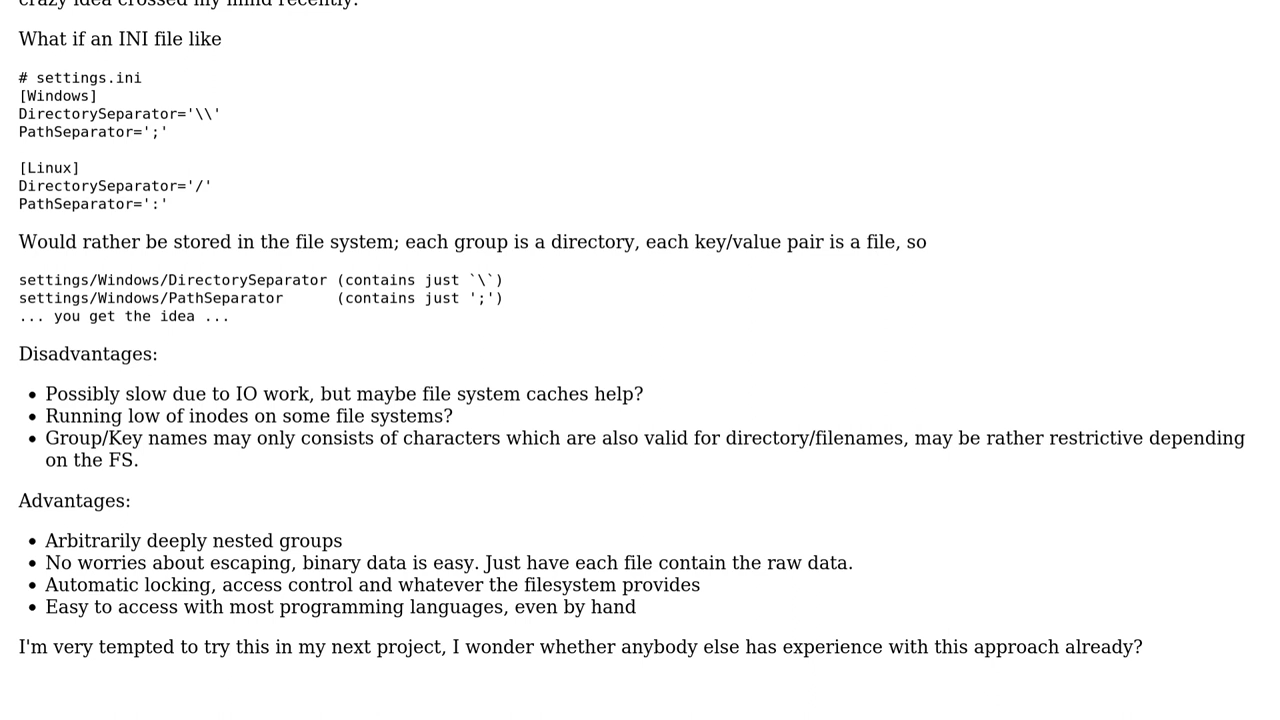 crazy idea crossed my mind recently.
What if an INI file like
# settings.ini
[Windows]
DirectorySeparator='\\'
PathSeparator=';'
[Linux]
DirectorySeparator='/'
PathSeparator=':'
Would rather be stored in the file system; each group is a directory, each key/value pair is a file, so
settings/Windows/DirectorySeparator (contains just `\`)
settings/Windows/PathSeparator      (contains just ';')
... you get the idea ...
Disadvantages:
• Possibly slow due to IO work, but maybe file system caches help?
• Running low of inodes on some file systems?
• Group/Key names may only consists of characters which are also valid for directory/filenames, may be rather restrictive depending
on the FS.
Advantages:
• Arbitrarily deeply nested groups
• No worries about escaping, binary data is easy. Just have each file contain the raw data.
• Automatic locking, access control and whatever the filesystem provides
• Easy to access with most programming languages, even by hand
I'm very tempted to try this in my next project, I wonder whether anybody else has experience with this approach already?